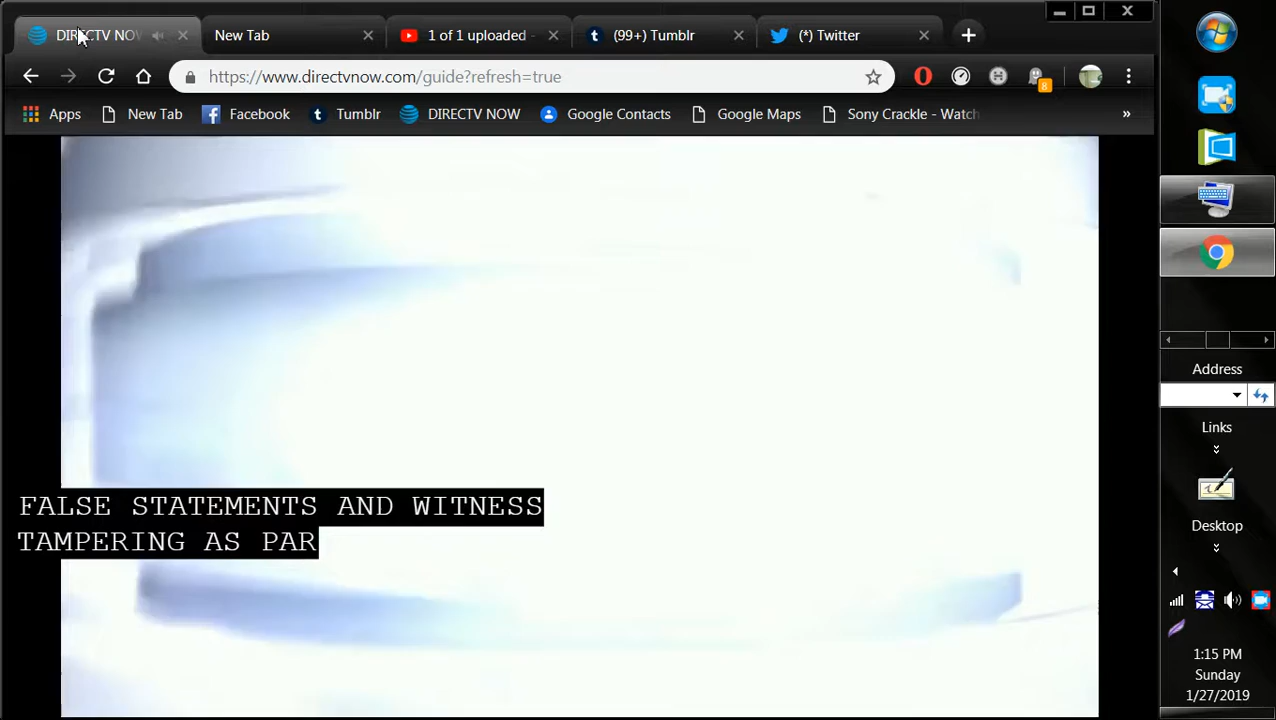 DIRECTV NOW
New Tab
1 of 1 uploaded -
(99+) Tumblr
(*) Twitter
https://www.directvnow.com/guide?refresh=true
8
Apps
New Tab
Facebook
Tumblr
DIRECTV NOW
Google Contacts
Google Maps
Sony Crackle - Watch
»
FALSE STATEMENTS AND WITNESS
TAMPERING AS PAR
Address
Links
Desktop
1:15 PM
Sunday
1/27/2019